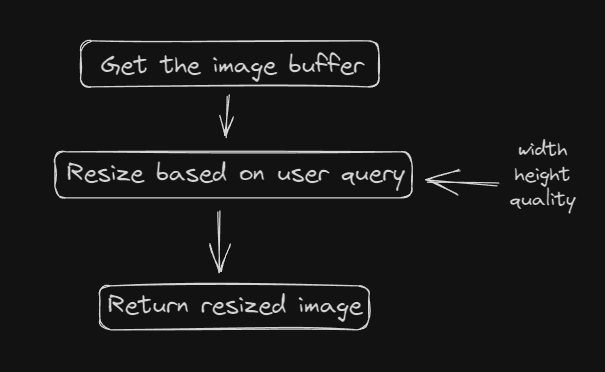 Get the image buffer
Resize based on user query
width
height
quality
Return resized image